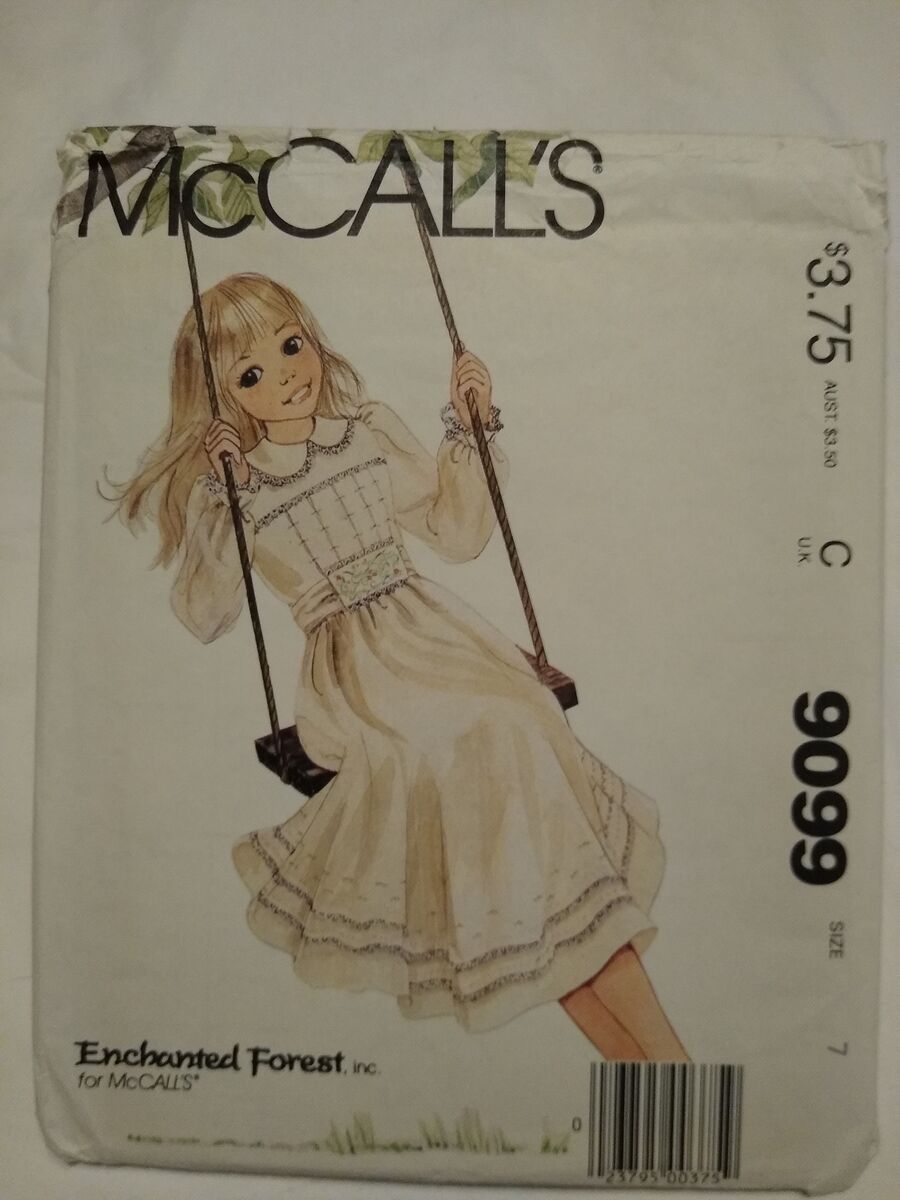 McCALL'S®
$3.75 AUST. $3.50
C
U.K.
9099
SIZE 7
Enchanted Forest, inc.
for McCALL'S®
0
23795 00375